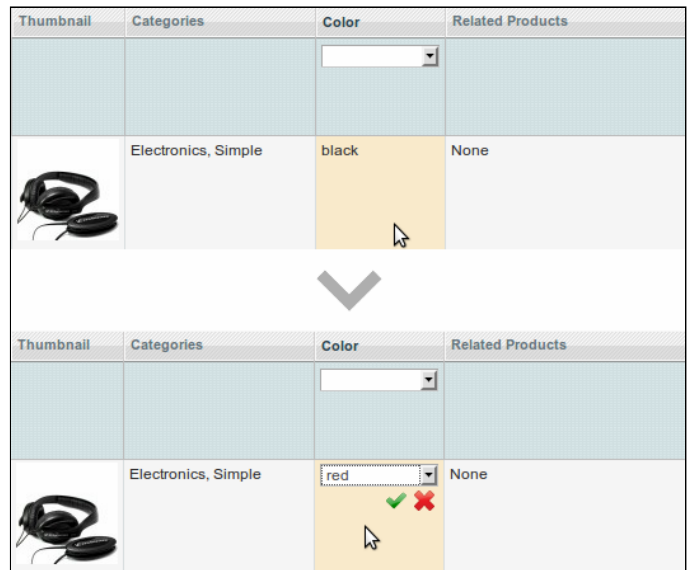 Thumbnail Categories Color Related Products
Electronics, Simple black None
Thumbnail Categories Color Related Products
Electronics, Simple red None